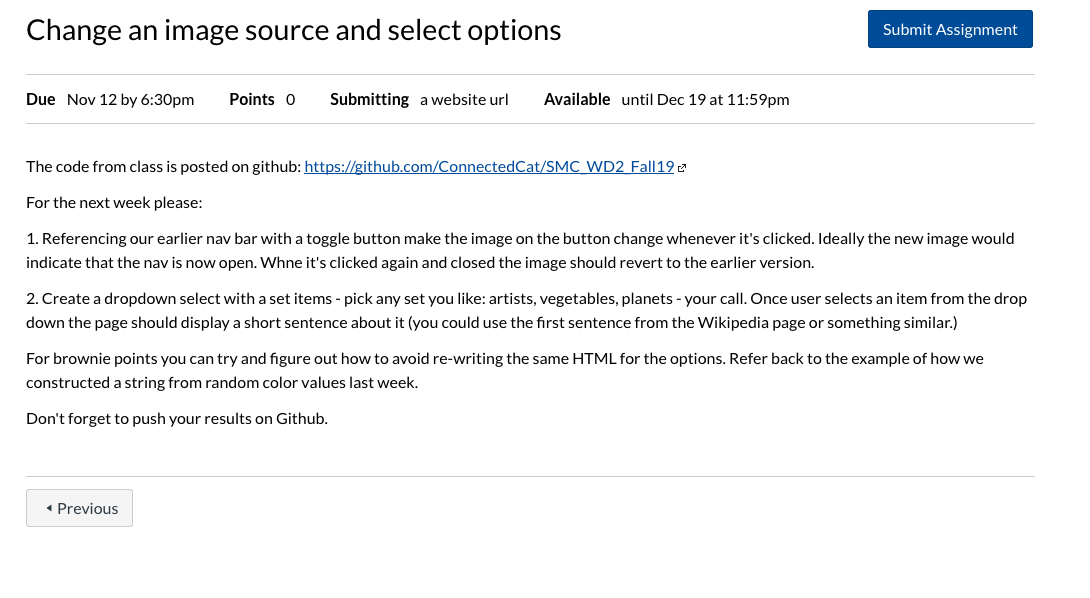 Change an image source and select options
Submit Assignment
Due Nov 12 by 6:30pm Points 0 Submitting a website url Available until Dec 19 at 11:59pm
The code from class is posted on github: https://github.com/ConnectedCat/SMC_WD2_Fall19
For the next week please:
1. Referencing our earlier nav bar with a toggle button make the image on the button change whenever it's clicked. Ideally the new image would
indicate that the nav is now open. Whne it's clicked again and closed the image should revert to the earlier version.
2. Create a dropdown select with a set items - pick any set you like: artists, vegetables, planets - your call. Once user selects an item from the drop
down the page should display a short sentence about it (you could use the first sentence from the Wikipedia page or something similar.)
For brownie points you can try and figure out how to avoid re-writing the same HTML for the options. Refer back to the example of how we
constructed a string from random color values last week.
Don't forget to push your results on Github.
Previous